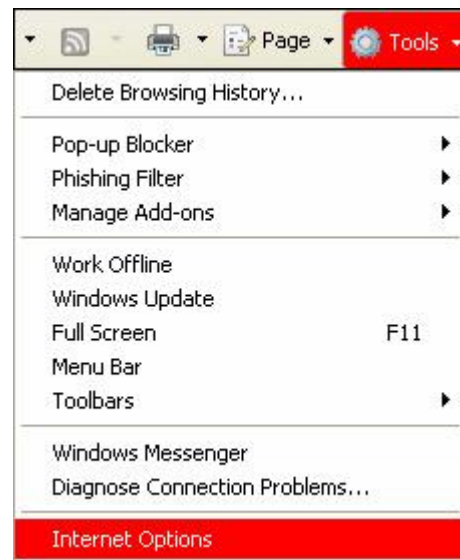 Page Tools
Delete Browsing History...
Pop-up Blocker
Phishing Filter
Manage Add-ons
Work Offline
Windows Update
Full Screen F11
Menu Bar
Toolbars
Windows Messenger
Diagnose Connection Problems...
Internet Options